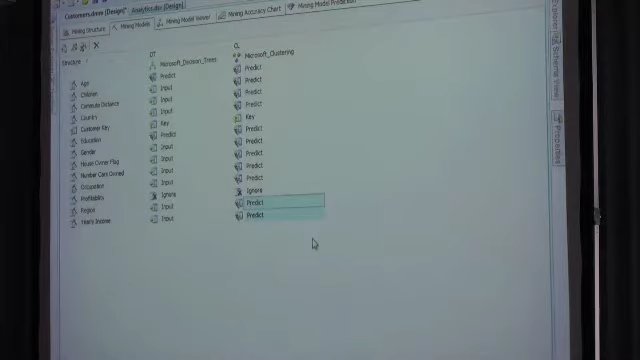 Customers.dmm [Design]* Analytics.dsv [Design]
Mining Structure Mining Models Mining Model Viewer Mining Accuracy Chart Mining Model Prediction
Structure DT CL
Microsoft_Decision_Trees Microsoft_Clustering
Age Predict Predict
Children Input Predict
Commute Distance Input Predict
Country Input Predict
Customer Key Key Key
Education Predict Predict
Gender Input Predict
House Owner Flag Input Predict
Number Cars Owned Input Predict
Occupation Input Predict
Profitability Ignore Ignore
Region Input Predict
Yearly Income Input Predict
Explorer
Schema View
Properties